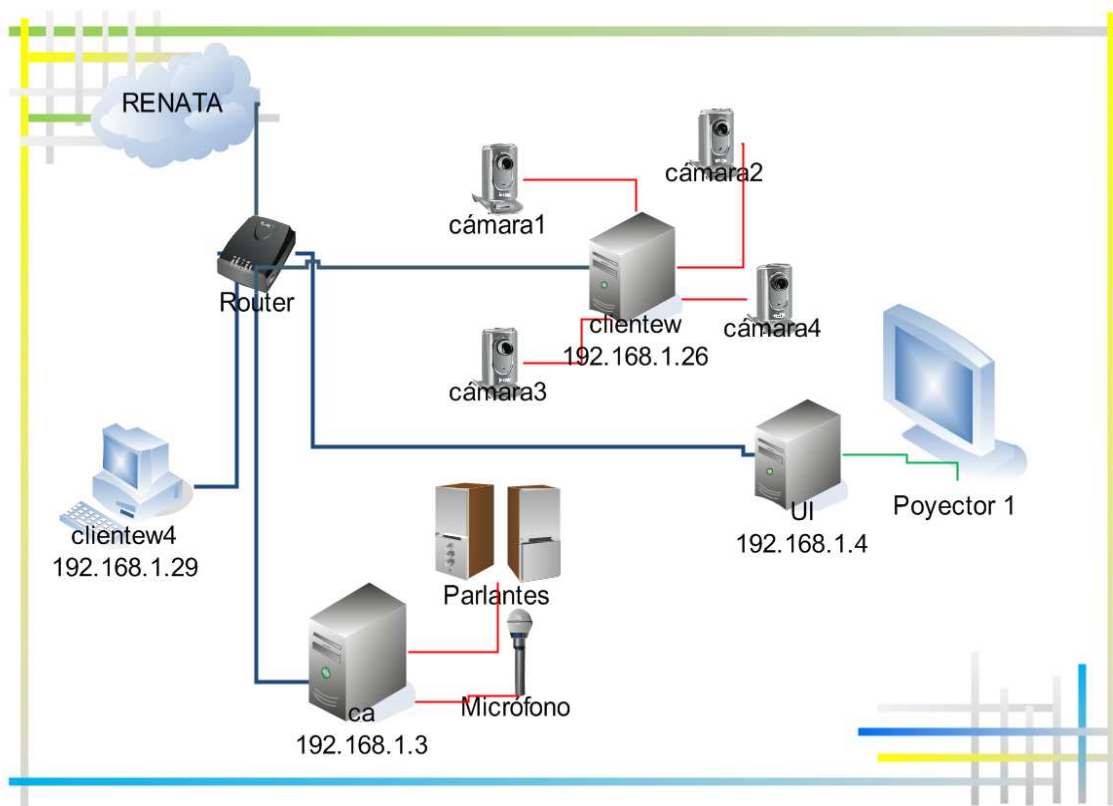 RENATA
cámara2
cámara1
Router
clientew
192.168.1.26
cámara4
cámara3
clientew4
192.168.1.29
UI
192.168.1.4
Poyector 1
Parlantes
Micrófono
ca
192.168.1.3